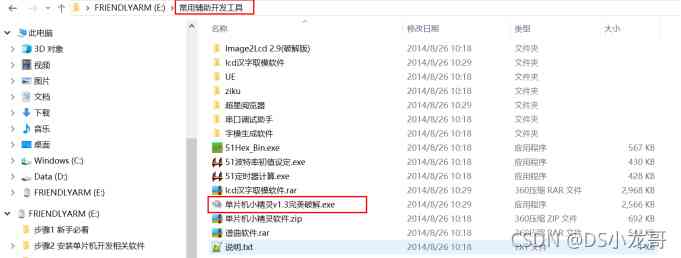 FRIENDLYARM (E:) > 常用辅助开发工具
名称 修改日期 类型 大小
此电脑
3D 对象
视频
图片
文档
下载
音乐
桌面
Windows (C:)
Data (D:)
FRIENDLYARM (E:)
FRIENDLYARM (E:)
步骤1 新手必看
步骤2 安装单片机开发相关软件
Image2Lcd 2.9(破解版) 2014/8/26 10:18 文件夹
lcd汉字取模软件 2014/8/26 10:29 文件夹
UE 2014/8/26 10:18 文件夹
ziku 2014/8/26 10:18 文件夹
超星阅览器 2014/8/26 10:29 文件夹
串口调试助手 2014/8/26 10:18 文件夹
字模生成软件 2014/8/26 10:18 文件夹
51Hex_Bin.exe 2014/8/26 10:18 应用程序 567 KB
51波特率初值设定.exe 2014/8/26 10:18 应用程序 430 KB
51定时器计算.exe 2014/8/26 10:18 应用程序 428 KB
lcd汉字取模软件.rar 2014/8/26 10:29 360压缩 RAR 文件 2,968 KB
单片机小精灵v1.3完美破解.exe 2014/8/26 10:29 应用程序 2,566 KB
单片机小精灵软件.zip 2014/8/26 10:18 360压缩 ZIP 文件
谱曲软件.rar 2014/8/26 10:18 360压缩 RAR 文件
说明.txt 2014/8/26 10:18
CSDN @DS小龙哥